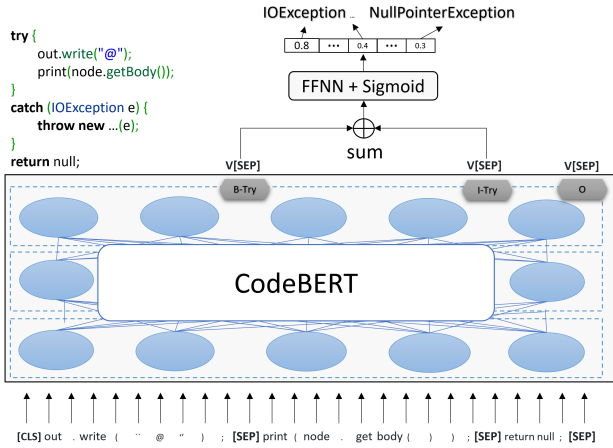 IOException .. NullPointerException
0.8 ... 0.4 ... 0.3
try {
out.write("@");
print(node.getBody());
}
catch (IOException e) {
throw new ...(e);
}
return null;
FFNN + Sigmoid
sum
V[SEP] V[SEP] V[SEP]
B-Try I-Try O
CodeBERT
[CLS] out . write ( `` @ '' ) ; [SEP] print ( node . get body ( ) ) ; [SEP] return null ; [SEP]